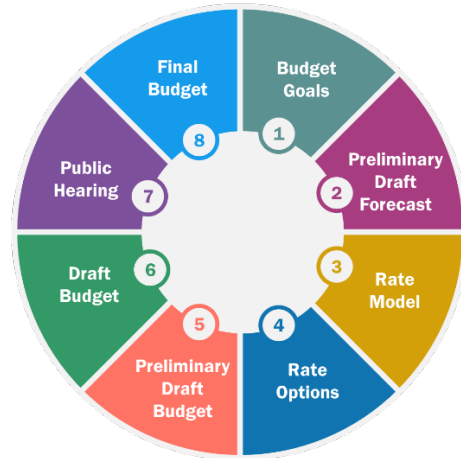 Budget
Goals
1
Preliminary
Draft
Forecast
2
Rate
Model
3
Rate
Options
4
Preliminary
Draft
Budget
5
Draft
Budget
6
Public
Hearing
7
Final
Budget
8